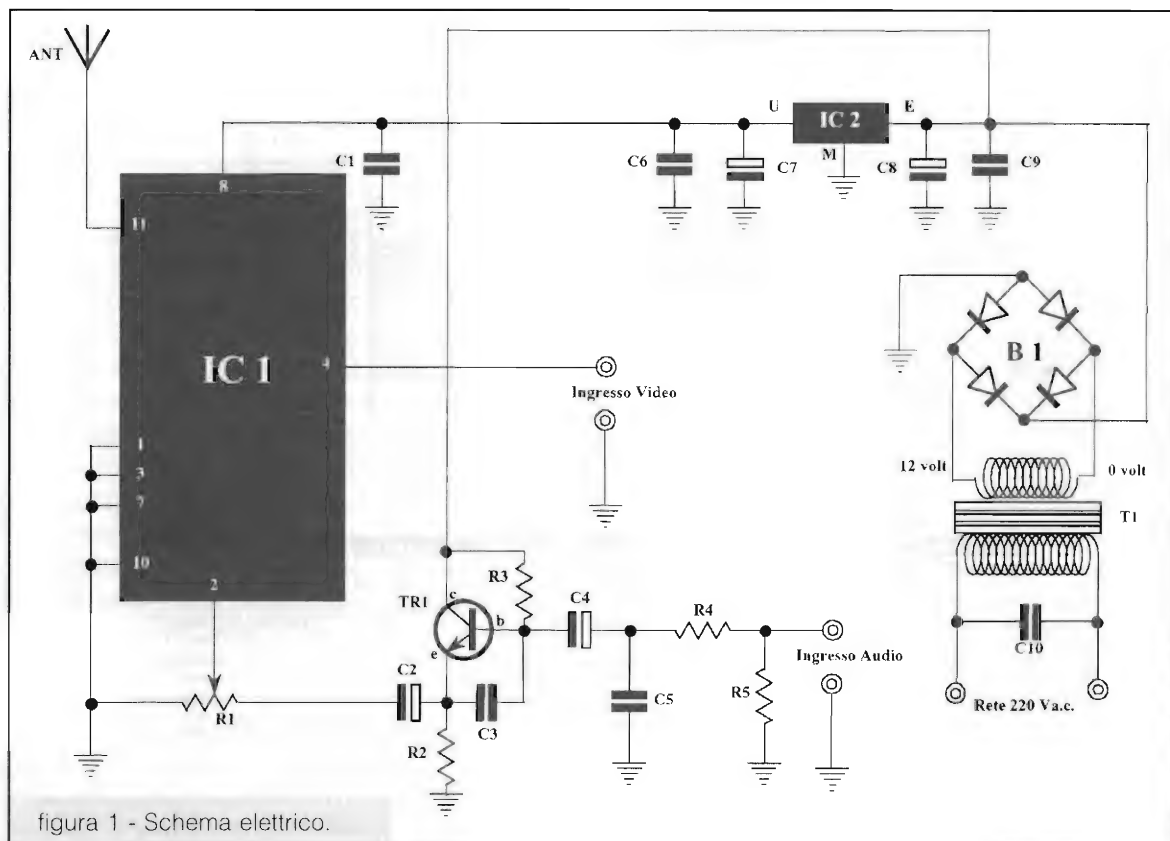 ANT
U
IC 2
E
M
C1
C6
C7
C8
C9
8
11
IC 1
4
Ingresso Video
B 1
12 volt
0 volt
T1
1
3
7
10
2
R3
TR1
c
b
e
C4
R4
C5
R5
Ingresso Audio
C10
Rete 220 Va.c.
R1
C2
C3
R2
figura 1 - Schema elettrico.